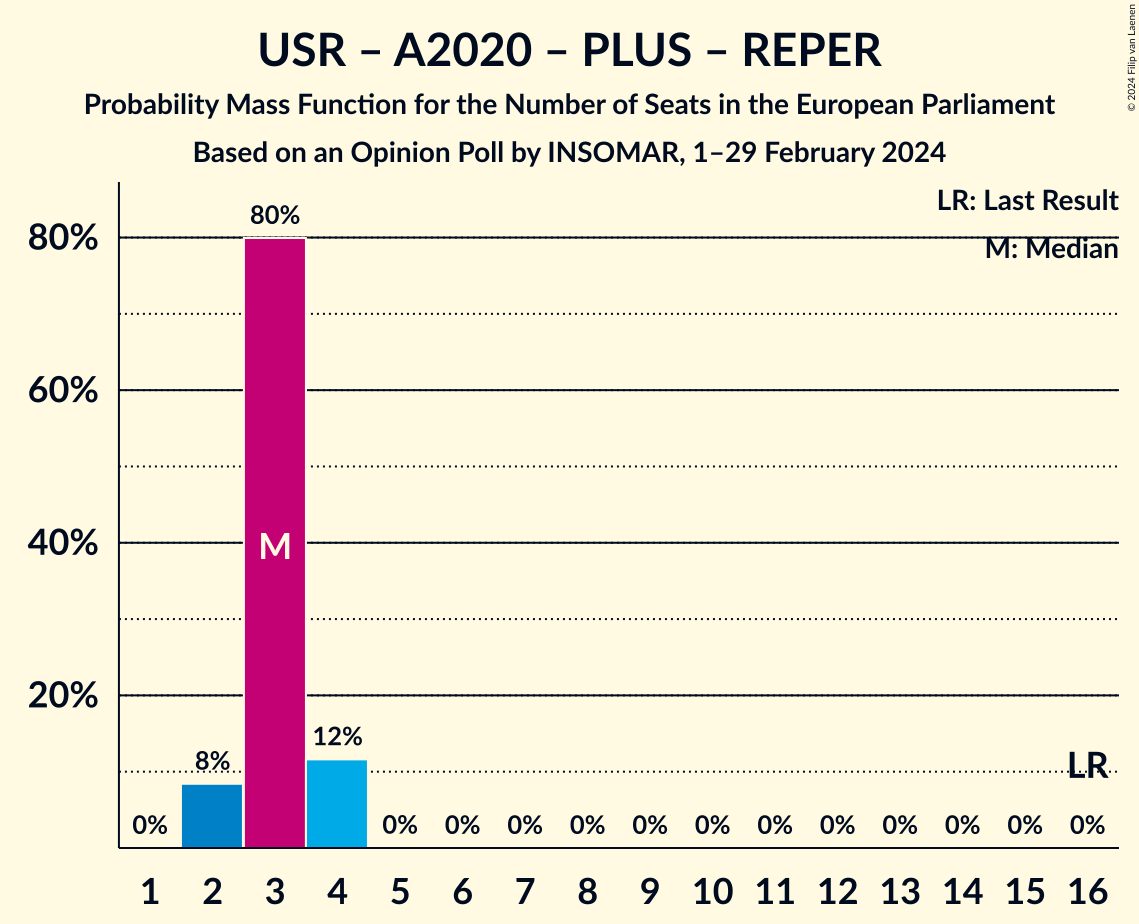 USR – A2020 – PLUS – REPER
Probability Mass Function for the Number of Seats in the European Parliament
Based on an Opinion Poll by INSOMAR, 1–29 February 2024
© 2024 Filip van Laenen
LR: Last Result
M: Median
80%
60%
40%
20%
0%
8%
80%
M
12%
0%
0%
0%
0%
0%
0%
0%
0%
0%
0%
0%
0%
LR
1 2 3 4 5 6 7 8 9 10 11 12 13 14 15 16